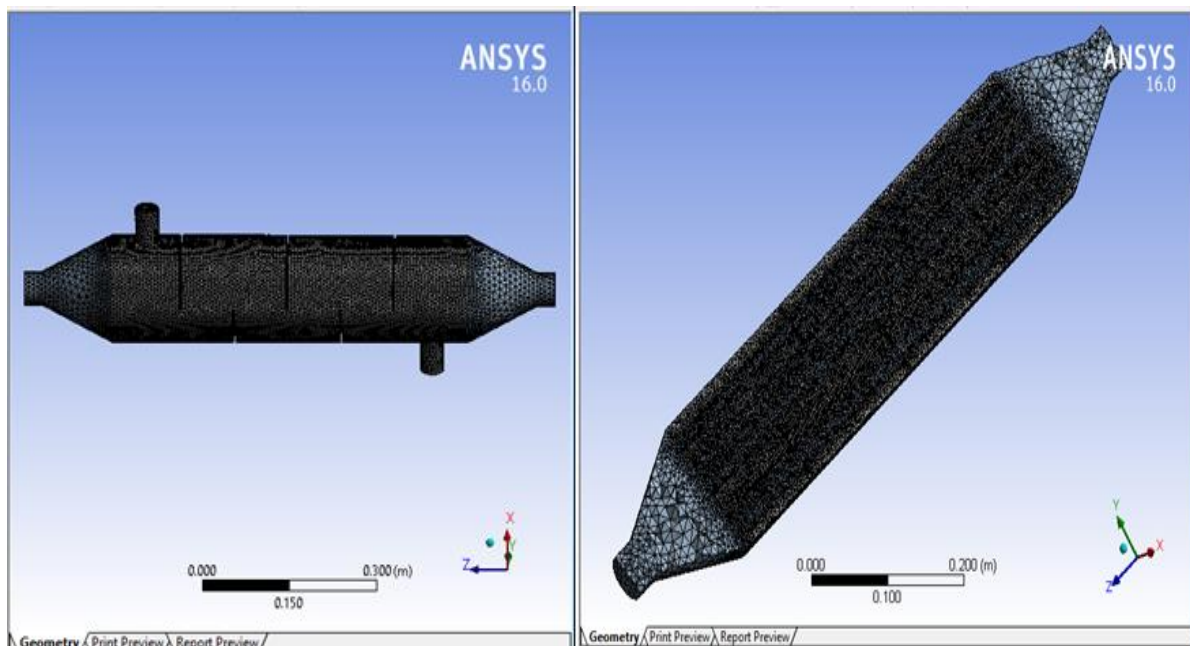 ANSYS
16.0
X
Y
Z
0.000 0.300 (m)
0.150
Geometry Print Preview Report Preview
ANSYS
16.0
Y
X
Z
0.000 0.200 (m)
0.100
Geometry Print Preview Report Preview